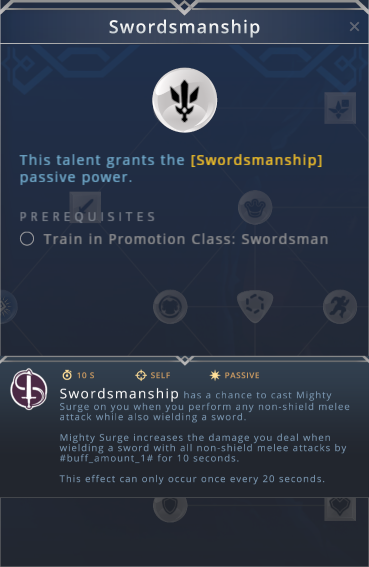 Swordsmanship
This talent grants the [Swordsmanship]
passive power.
PREREQUISITES
Train in Promotion Class: Swordsman
10 S SELF PASSIVE
Swordsmanship has a chance to cast Mighty
Surge on you when you perform any non-shield melee
attack while also wielding a sword.
Mighty Surge increases the damage you deal when
wielding a sword with all non-shield melee attacks by
#buff_amount_1# for 10 seconds.
This effect can only occur once every 20 seconds.